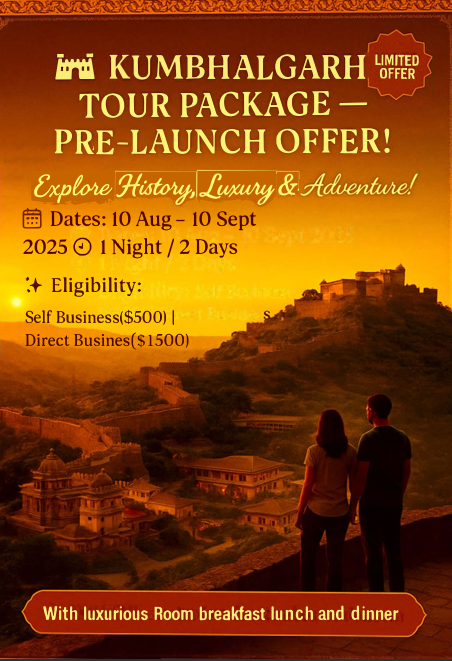 KUMBHALGARH
LIMITED
OFFER
TOUR PACKAGE —
PRE-LAUNCH OFFER!
Explore History, Luxury & Adventure!
Dates: 10 Aug – 10 Sept
2025 1 Night / 2 Days
Eligibility:
Self Business($500) |
Direct Busines($1500)
With luxurious Room breakfast lunch and dinner